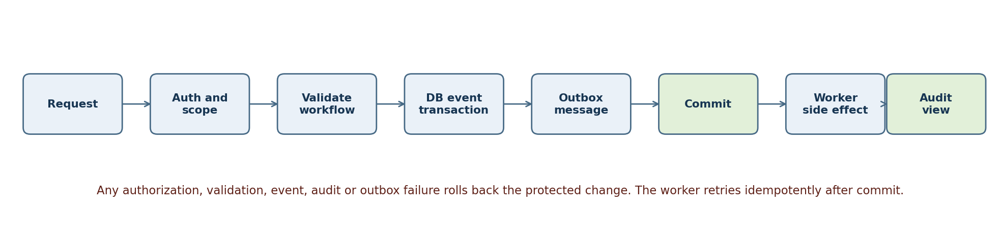 Request
Auth and
scope
Validate
workflow
DB event
transaction
Outbox
message
Commit
Worker
side effect
Audit
view
Any authorization, validation, event, audit or outbox failure rolls back the protected change. The worker retries idempotently after commit.